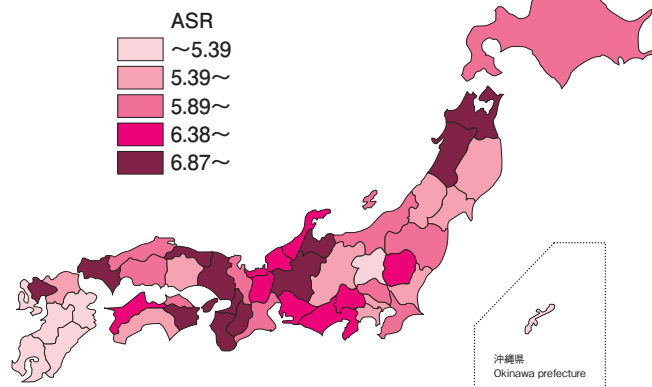 ASR
～5.39
5.39～
5.89～
6.38～
6.87～
沖縄県
Okinawa prefecture